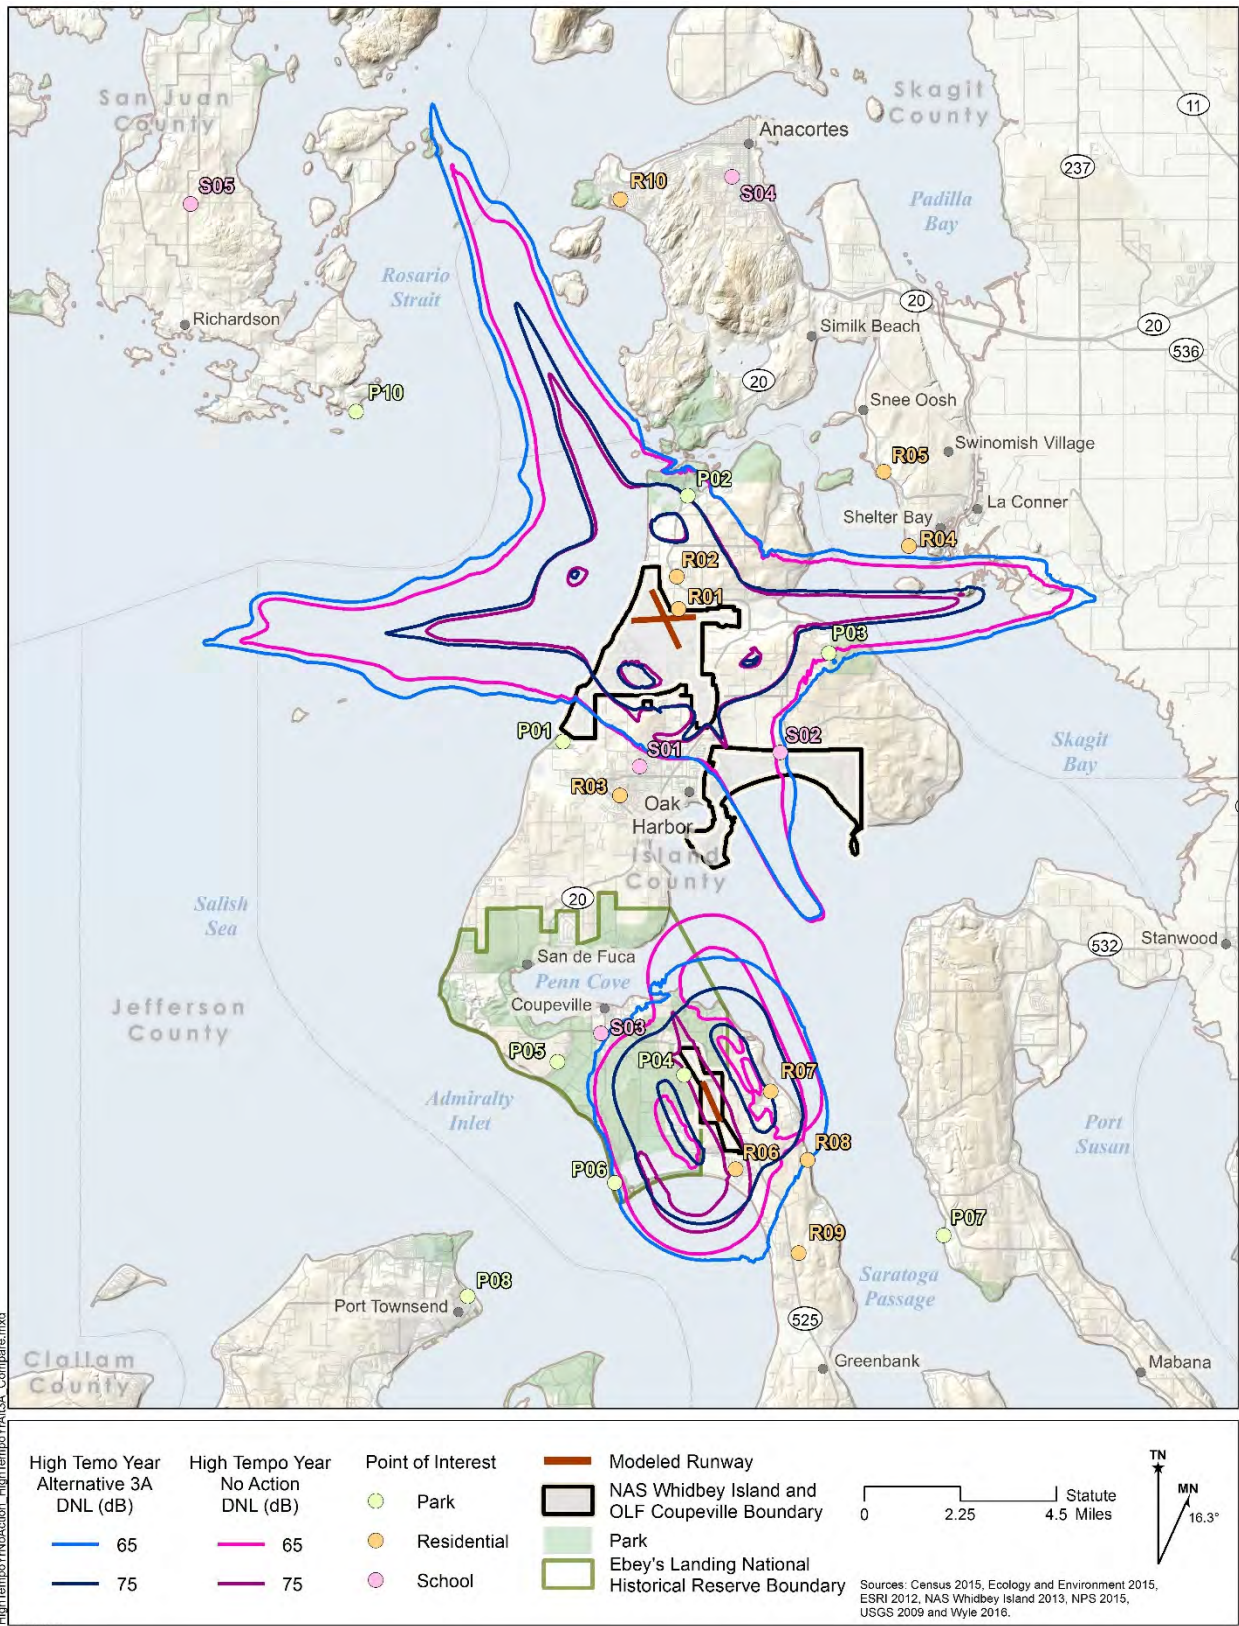 San Juan
County
Skagit
County
11
Anacortes
237
S05
R10
S04
Padilla
Bay
Rosario
Strait
20
20
Richardson
Similk Beach
536
20
P10
Snee Oosh
Swinomish Village
R05
P02
La Conner
Shelter Bay
R04
R02
R01
P03
P01
S01
S02
Skagit
Bay
R03
Oak
Harbor
Island
County
20
Salish
Sea
Stanwood
532
San de Fuca
Penn Cove
Jefferson
County
Coupeville
S03
P05
P04
R07
Admiralty
Inlet
Port
Susan
R08
P06
R06
P07
R09
Saratoga
Passage
P08
Port Townsend
525
Clallam
County
Greenbank
Mabana
High Temo Year
Alternative 3A
DNL (dB)
65
75
High Tempo Year
No Action
DNL (dB)
65
75
Point of Interest
Park
Residential
School
Modeled Runway
NAS Whidbey Island and
OLF Coupeville Boundary
Park
Ebey's Landing National
Historical Reserve Boundary
0 2.25 4.5
Statute
Miles
TN
MN
16.3°
Sources: Census 2015, Ecology and Environment 2015,
ESRI 2012, NAS Whidbey Island 2013, NPS 2015,
USGS 2009 and Wyle 2016.